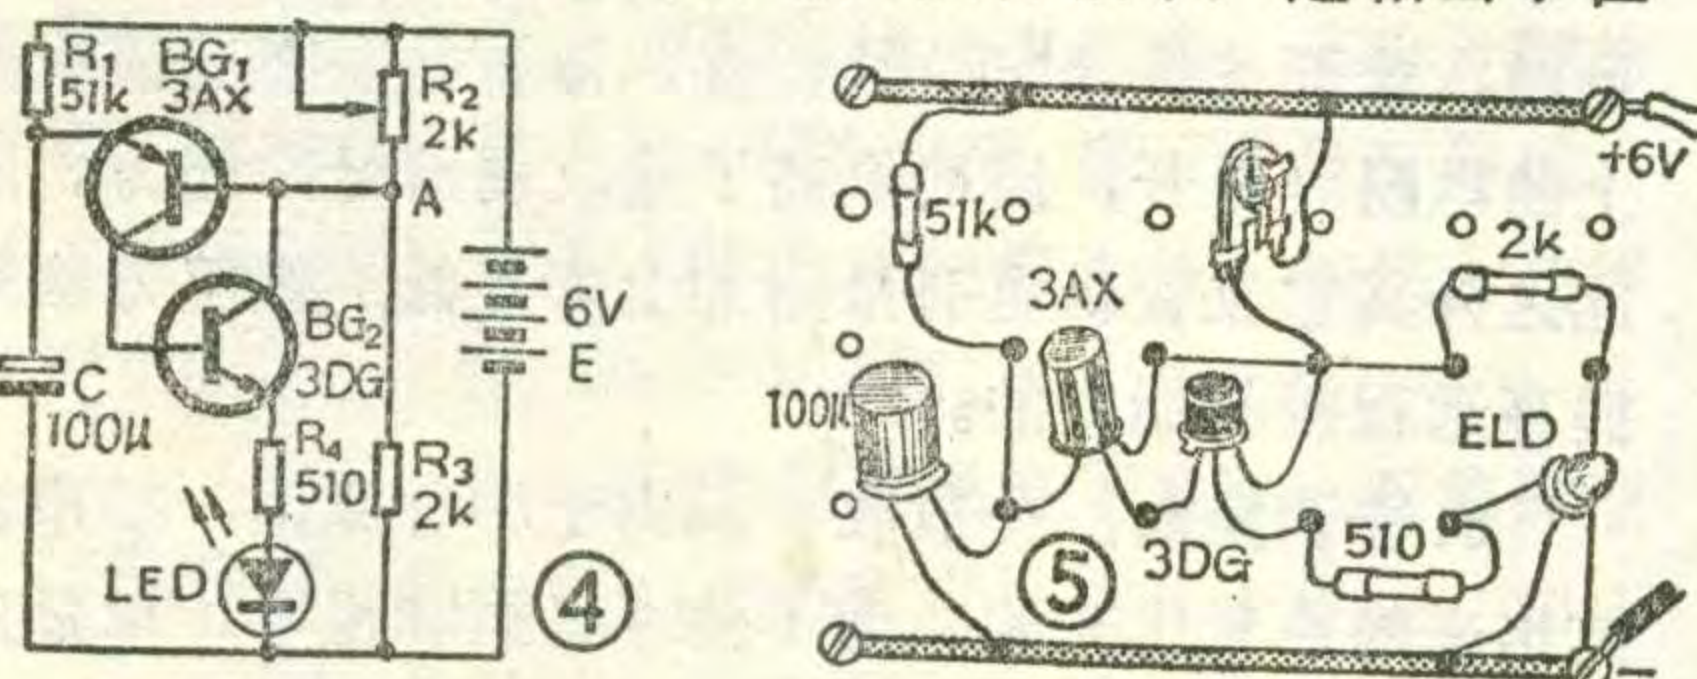 R₁
51k
BG₁
3AX
R₂
2k
A
BG₂
3DG
6V
E
C
100μ
R₄
510
R₃
2k
LED
④
+6V
51k
2k
3AX
100μ
ELD
3DG
510
⑤
−